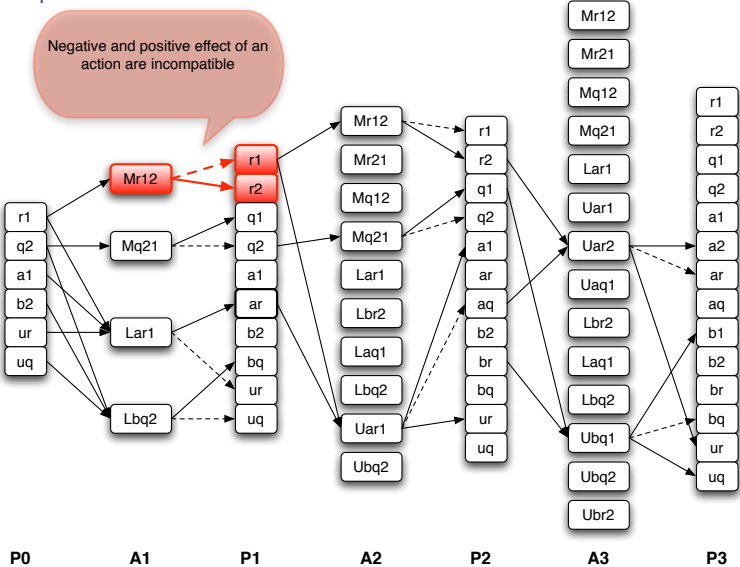 Negative and positive effect of an
action are incompatible
r1
q2
a1
b2
ur
uq
Mr12
Mq21
Lar1
Lbq2
r1
r2
q1
q2
a1
ar
b2
bq
ur
uq
Mr12
Mr21
Mq12
Mq21
Lar1
Lbr2
Laq1
Lbq2
Uar1
Ubq2
r1
r2
q1
q2
a1
ar
aq
b2
br
bq
ur
uq
Mr12
Mr21
Mq12
Mq21
Lar1
Uar1
Uar2
Uaq1
Lbr2
Laq1
Lbq2
Ubq1
Ubq2
Ubr2
r1
r2
q1
q2
a1
a2
ar
aq
b1
b2
br
bq
ur
uq
P0
A1
P1
A2
P2
A3
P3